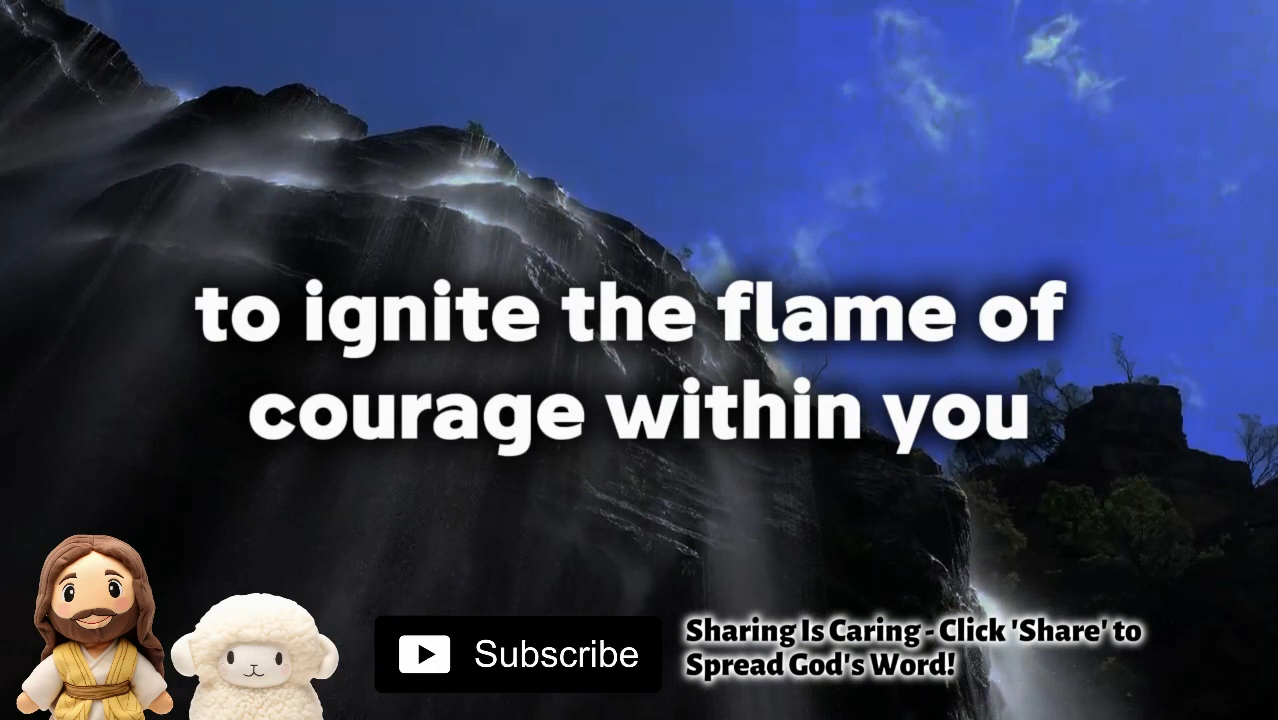 to ignite the flame of
courage within you
Subscribe
Sharing Is Caring - Click 'Share' to
Spread God's Word!